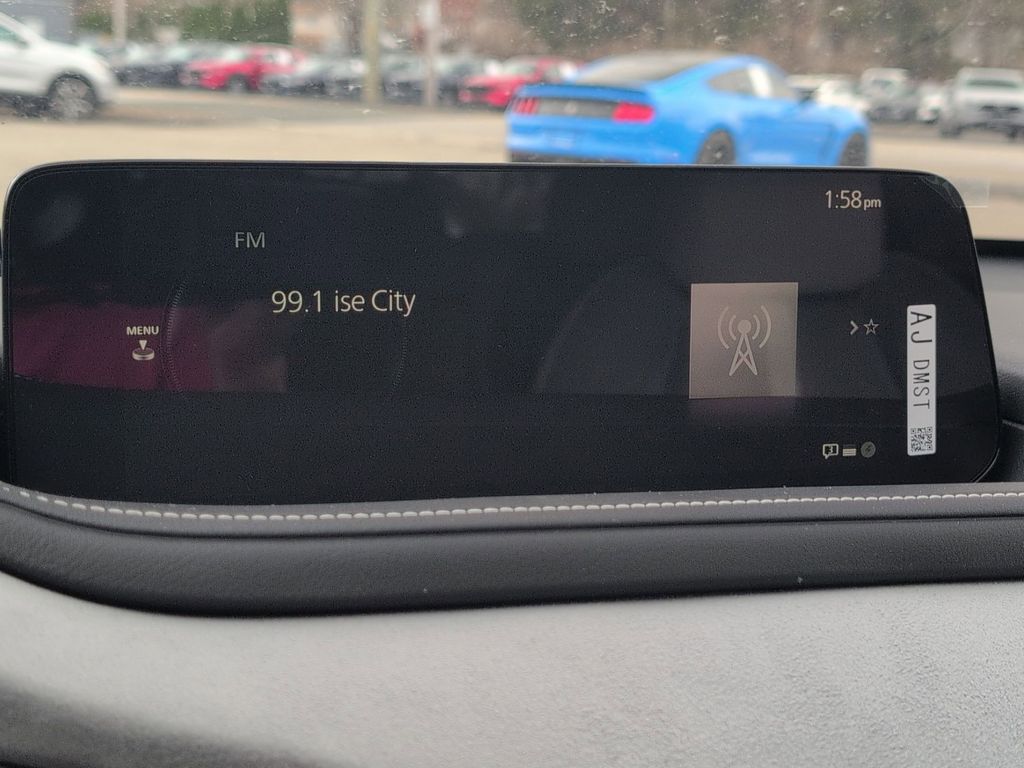 1:58pm
FM
99.1 ise City
MENU
AJ DMST